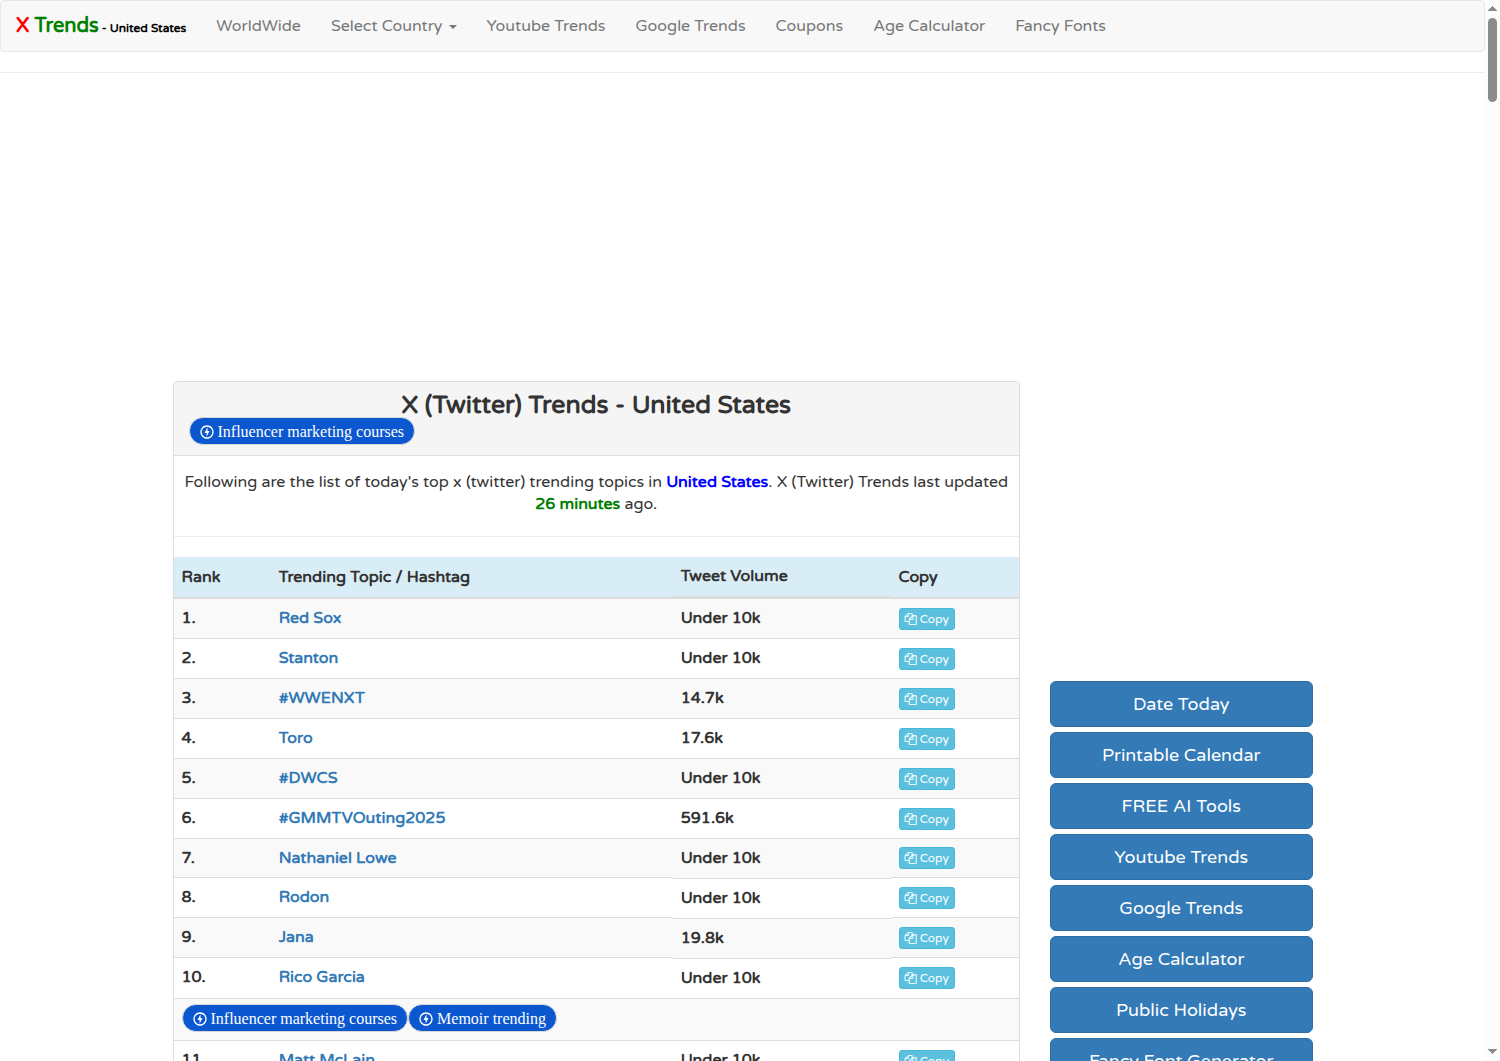 X Trends - United States WorldWide Select Country Youtube Trends Google Trends Coupons Age Calculator Fancy Fonts
X (Twitter) Trends - United States
Influencer marketing courses
Following are the list of today's top x (twitter) trending topics in United States. X (Twitter) Trends last updated
26 minutes ago.
Rank Trending Topic / Hashtag Tweet Volume Copy
1. Red Sox Under 10k Copy
2. Stanton Under 10k Copy
3. #WWENXT 14.7k Copy
4. Toro 17.6k Copy
5. #DWCS Under 10k Copy
6. #GMMTVOuting2025 591.6k Copy
7. Nathaniel Lowe Under 10k Copy
8. Rodon Under 10k Copy
9. Jana 19.8k Copy
10. Rico Garcia Under 10k Copy
Influencer marketing courses Memoir trending
11. Matt McLain Under 10k Copy
Date Today
Printable Calendar
FREE AI Tools
Youtube Trends
Google Trends
Age Calculator
Public Holidays
Fancy Font Generator